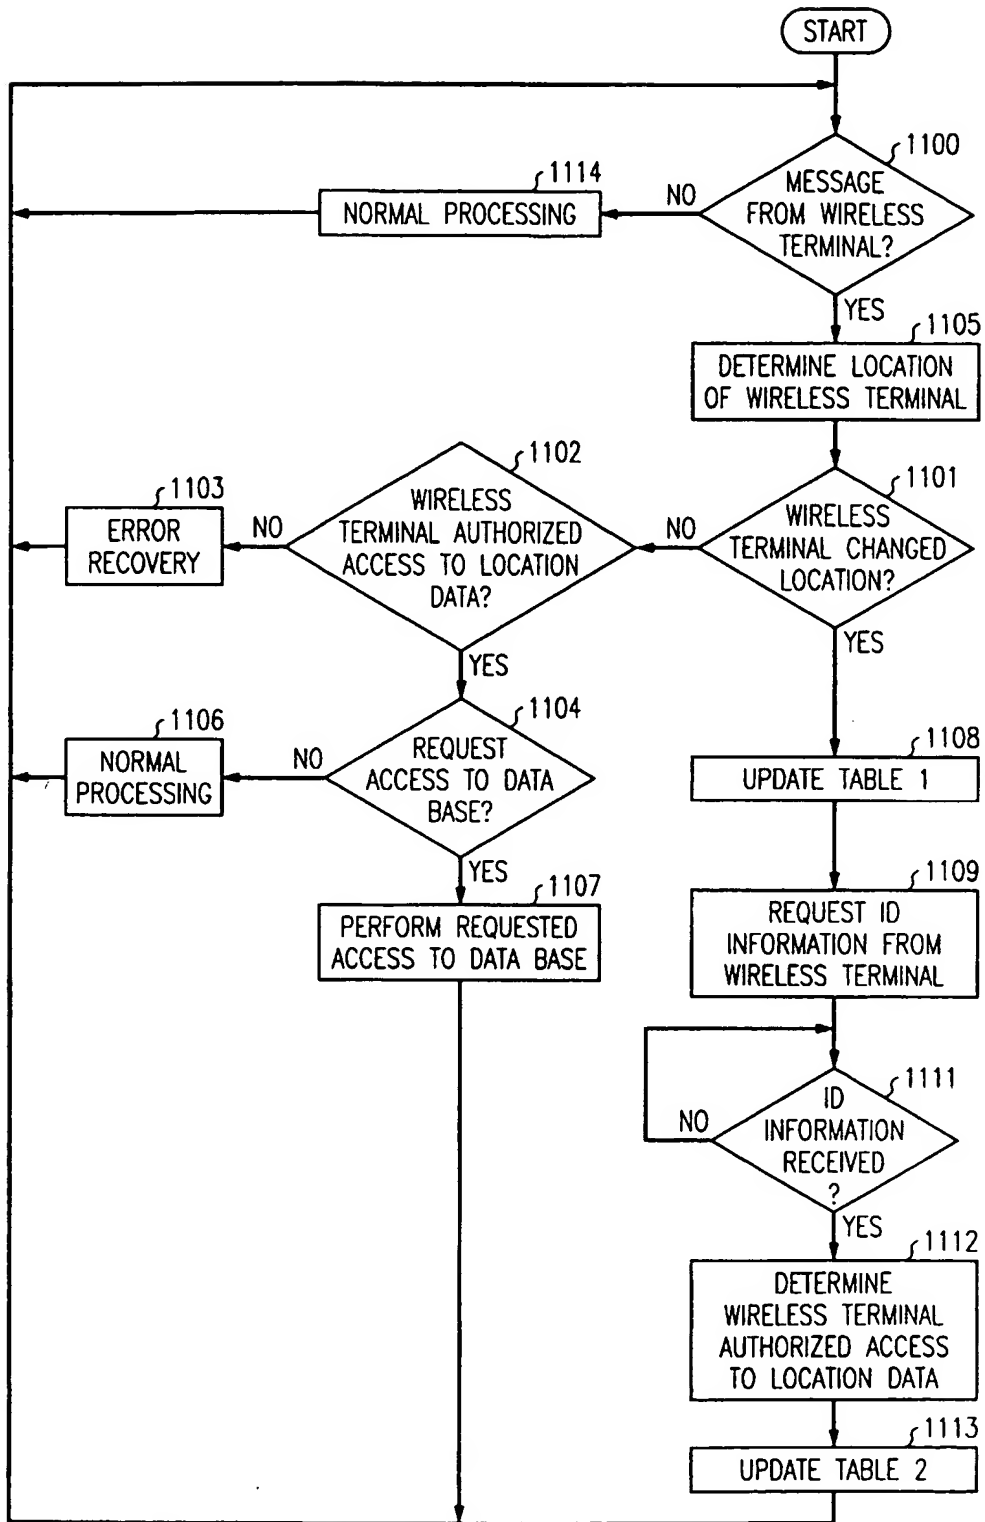 START
1100
MESSAGE
FROM WIRELESS
TERMINAL?
NO
1114
NORMAL PROCESSING
YES
1105
DETERMINE LOCATION
OF WIRELESS TERMINAL
1101
WIRELESS
TERMINAL CHANGED
LOCATION?
NO
1102
WIRELESS
TERMINAL AUTHORIZED
ACCESS TO LOCATION
DATA?
NO
1103
ERROR
RECOVERY
YES
YES
1104
REQUEST
ACCESS TO DATA
BASE?
NO
1106
NORMAL
PROCESSING
1108
UPDATE TABLE 1
YES
1107
PERFORM REQUESTED
ACCESS TO DATA BASE
1109
REQUEST ID
INFORMATION FROM
WIRELESS TERMINAL
1111
ID
INFORMATION
RECEIVED
?
NO
YES
1112
DETERMINE
WIRELESS TERMINAL
AUTHORIZED ACCESS
TO LOCATION DATA
1113
UPDATE TABLE 2